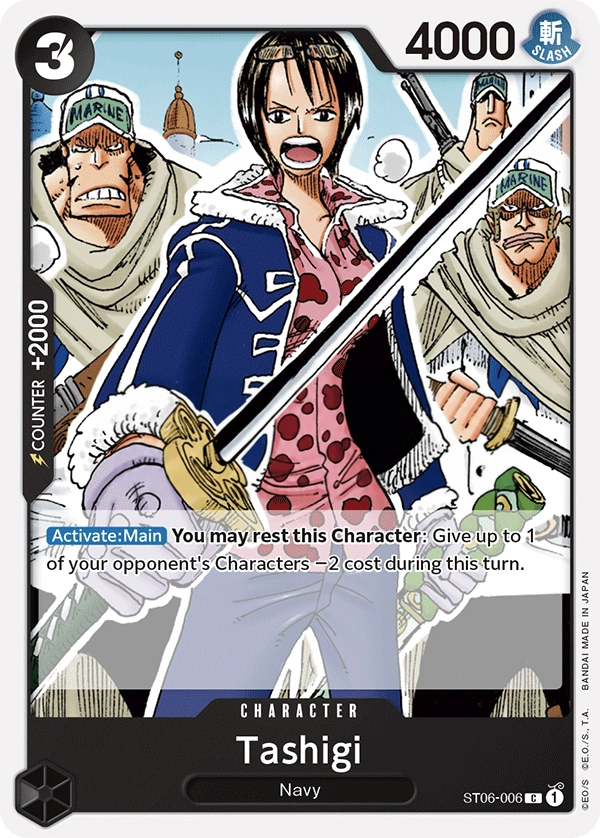 3
4000
斬
SLASH
MARINE
MARINE
COUNTER +2000
Activate:Main You may rest this Character: Give up to 1
of your opponent's Characters −2 cost during this turn.
CHARACTER
Tashigi
Navy
ST06-006 C 1
©EO/S ©E.O./S., T.A. BANDAI MADE IN JAPAN